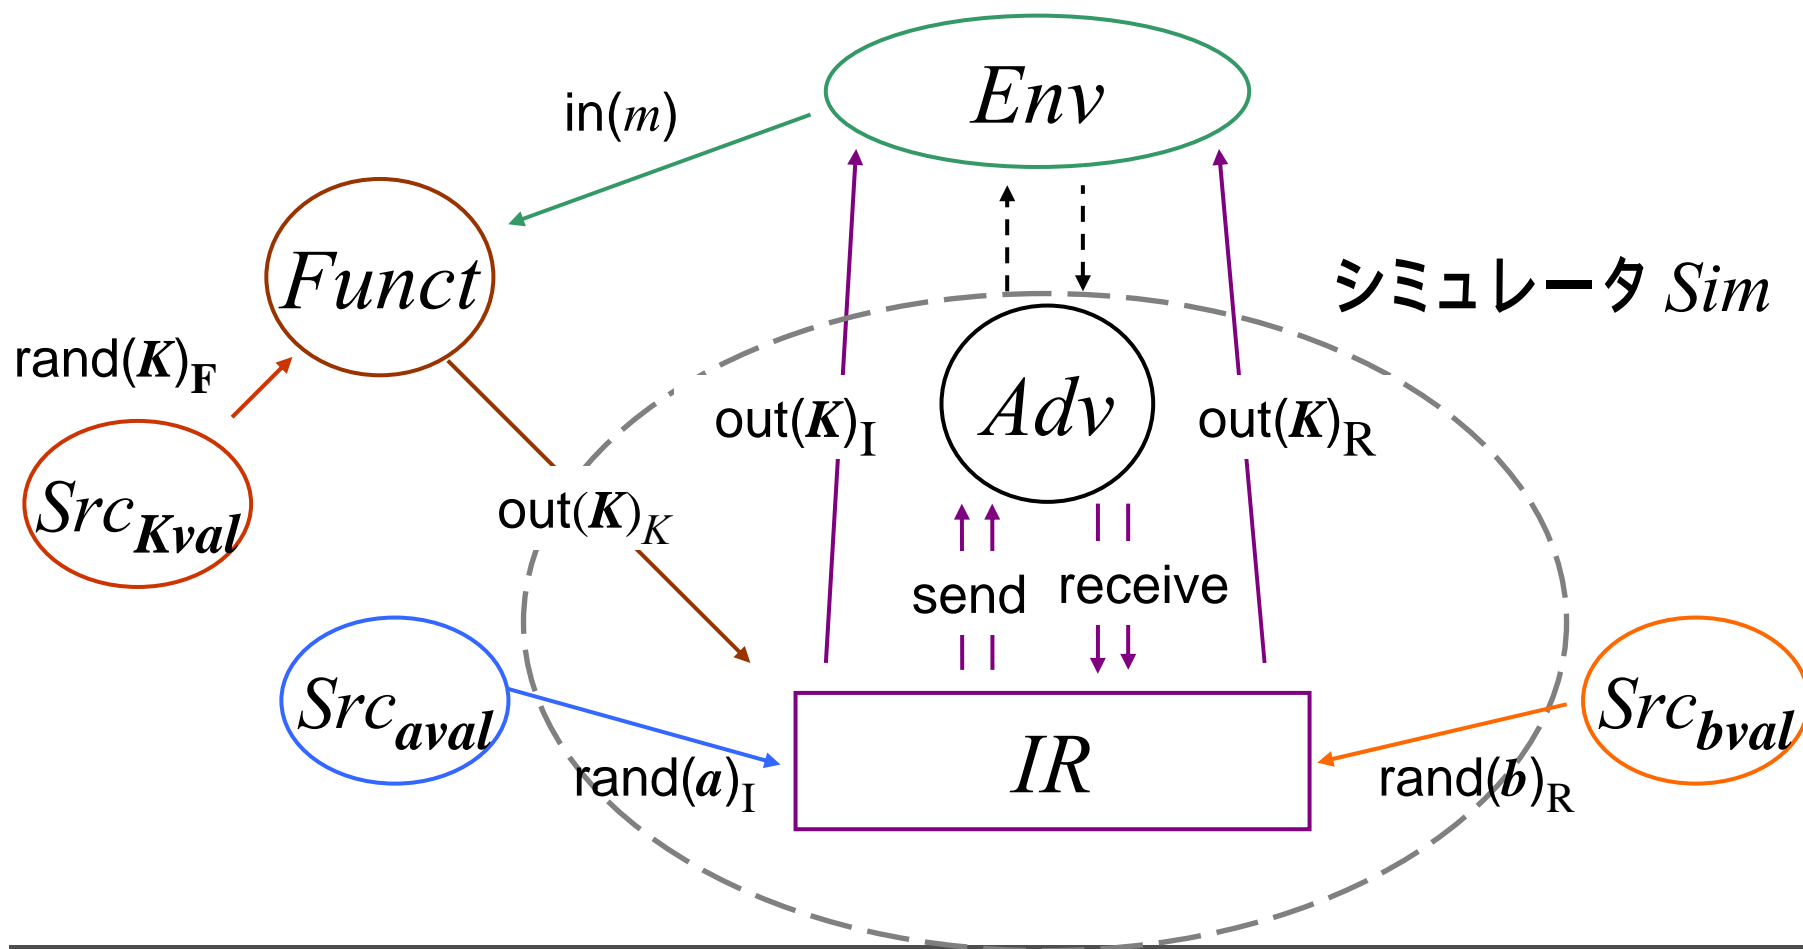 Env
in(m)
Funct
シミュレータ Sim
rand(K)F
Adv
out(K)I
out(K)R
SrcKval
out(K)K
send
receive
Srcaval
Srcbval
IR
rand(a)I
rand(b)R